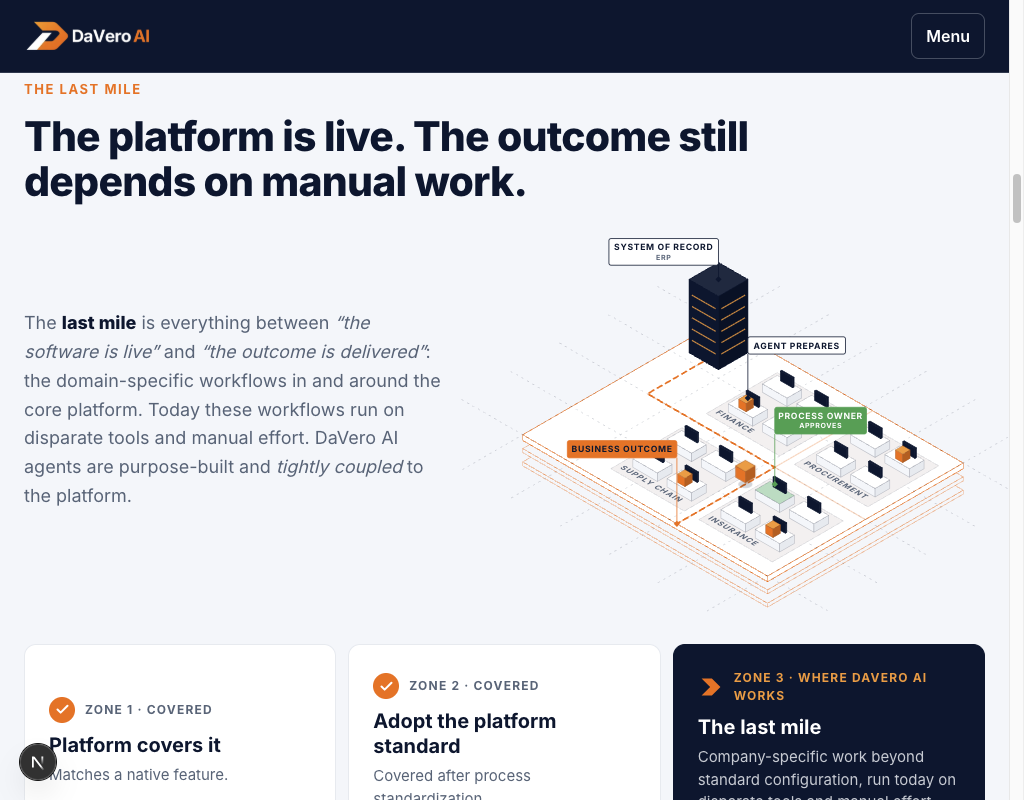 DaVero AI
Menu
THE LAST MILE
The platform is live. The outcome still
depends on manual work.
The last mile is everything between “the
software is live” and “the outcome is delivered”:
the domain-specific workflows in and around the
core platform. Today these workflows run on
disparate tools and manual effort. DaVero AI
agents are purpose-built and tightly coupled to
the platform.
SYSTEM OF RECORD
ERP
AGENT PREPARES
PROCESS OWNER
APPROVES
BUSINESS OUTCOME
FINANCE
SUPPLY CHAIN
PROCUREMENT
INSURANCE
ZONE 1 · COVERED
Platform covers it
Matches a native feature.
ZONE 2 · COVERED
Adopt the platform
standard
Covered after process
standardization.
ZONE 3 · WHERE DAVERO AI
WORKS
The last mile
Company-specific work beyond
standard configuration, run today on
disparate tools and manual effort.
N